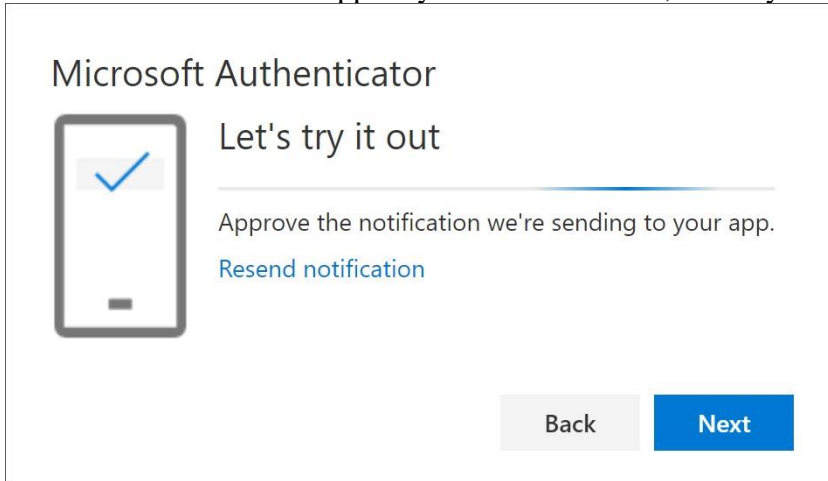 Microsoft Authenticator
Let's try it out
Approve the notification we're sending to your app.
Resend notification
Back
Next